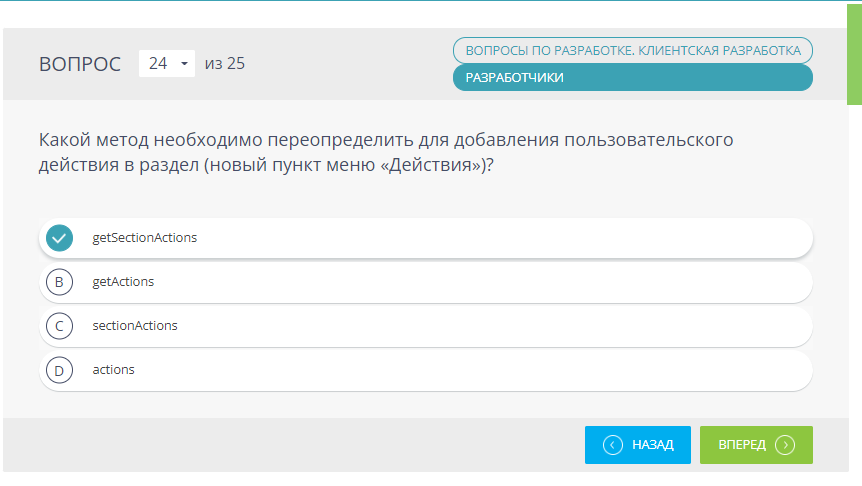 ВОПРОС 24 из 25
ВОПРОСЫ ПО РАЗРАБОТКЕ. КЛИЕНТСКАЯ РАЗРАБОТКА
РАЗРАБОТЧИКИ
Какой метод необходимо переопределить для добавления пользовательского
действия в раздел (новый пункт меню «Действия»)?
getSectionActions
B getActions
C sectionActions
D actions
НАЗАД ВПЕРЕД